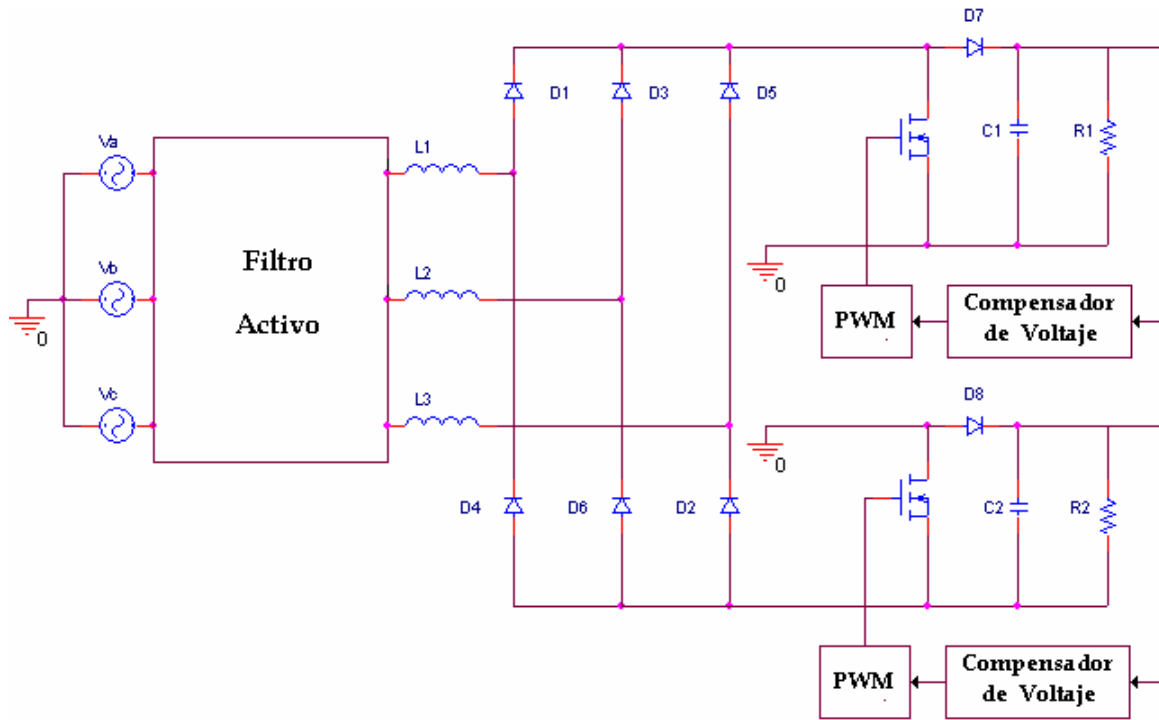 D7
D1
D3
D5
Va
L1
C1
R1
Filtro
Activo
Vb
L2
0
0
PWM
Compensador
de Voltaje
Vc
L3
D8
0
D4
D6
D2
C2
R2
PWM
Compensador
de Voltaje